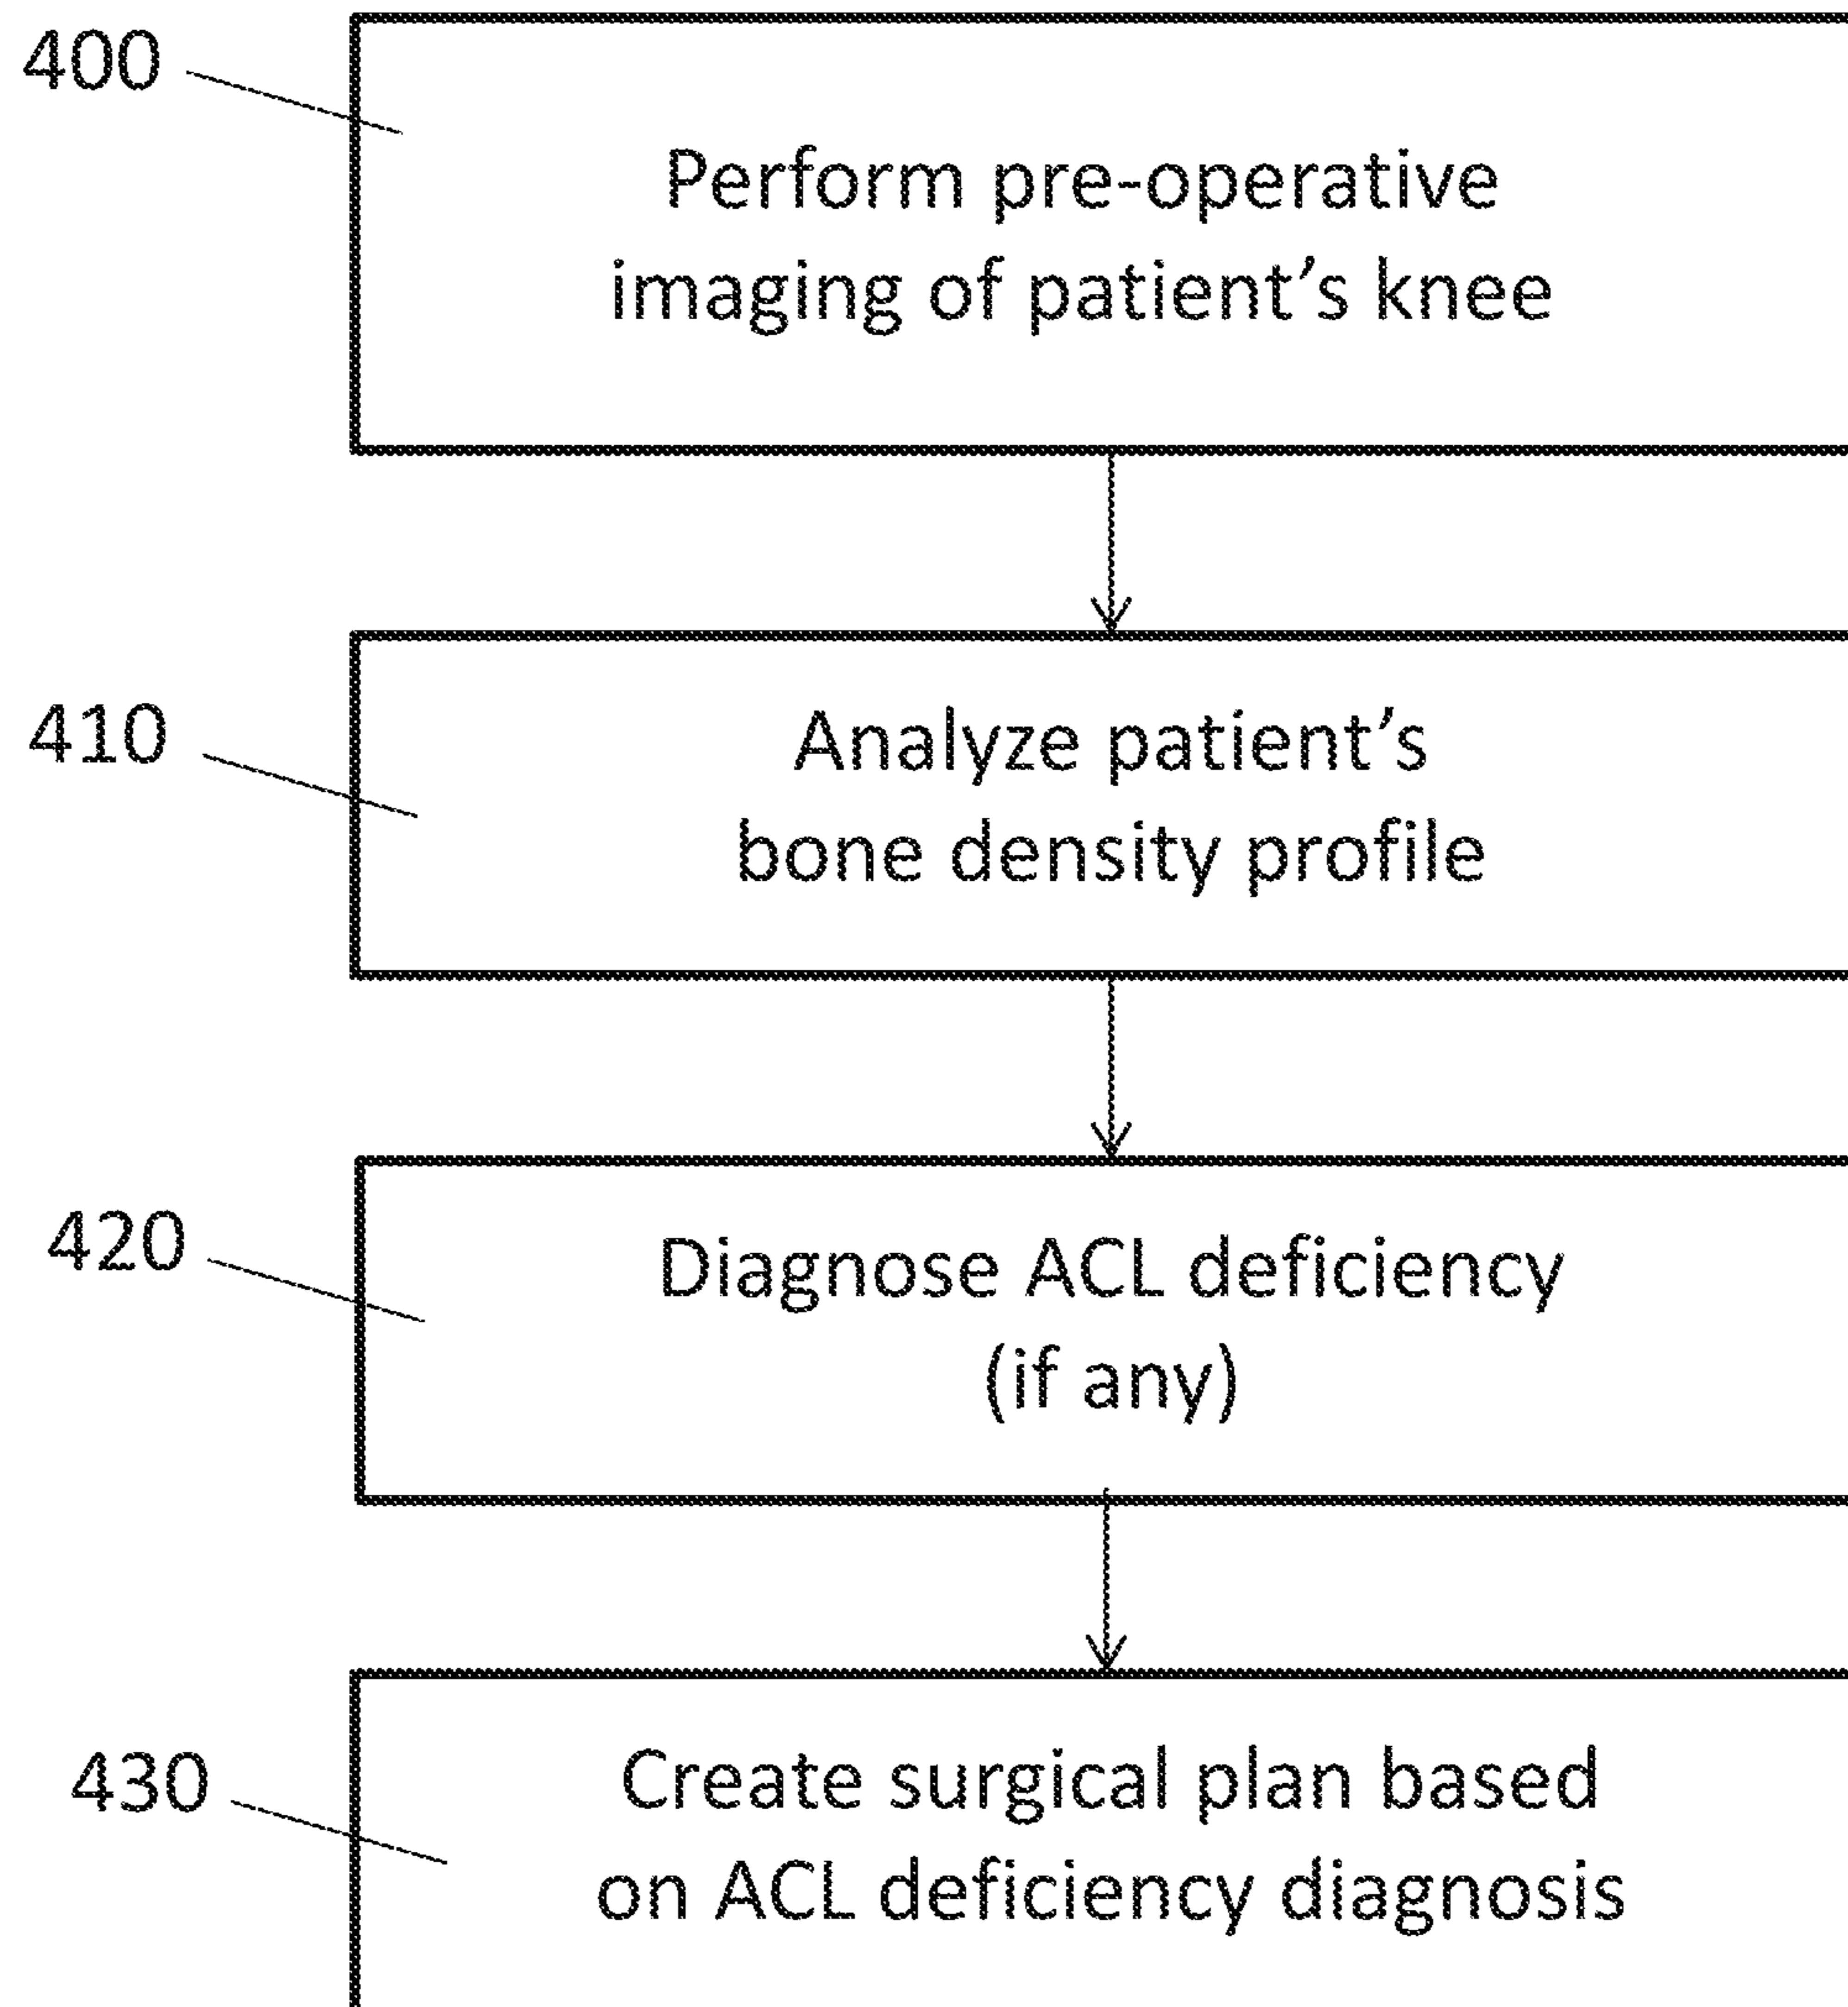 400
Perform pre-operative
imaging of patient’s knee
410
Analyze patient’s
bone density profile
420
Diagnose ACL deficiency
(if any)
430
Create surgical plan based
on ACL deficiency diagnosis